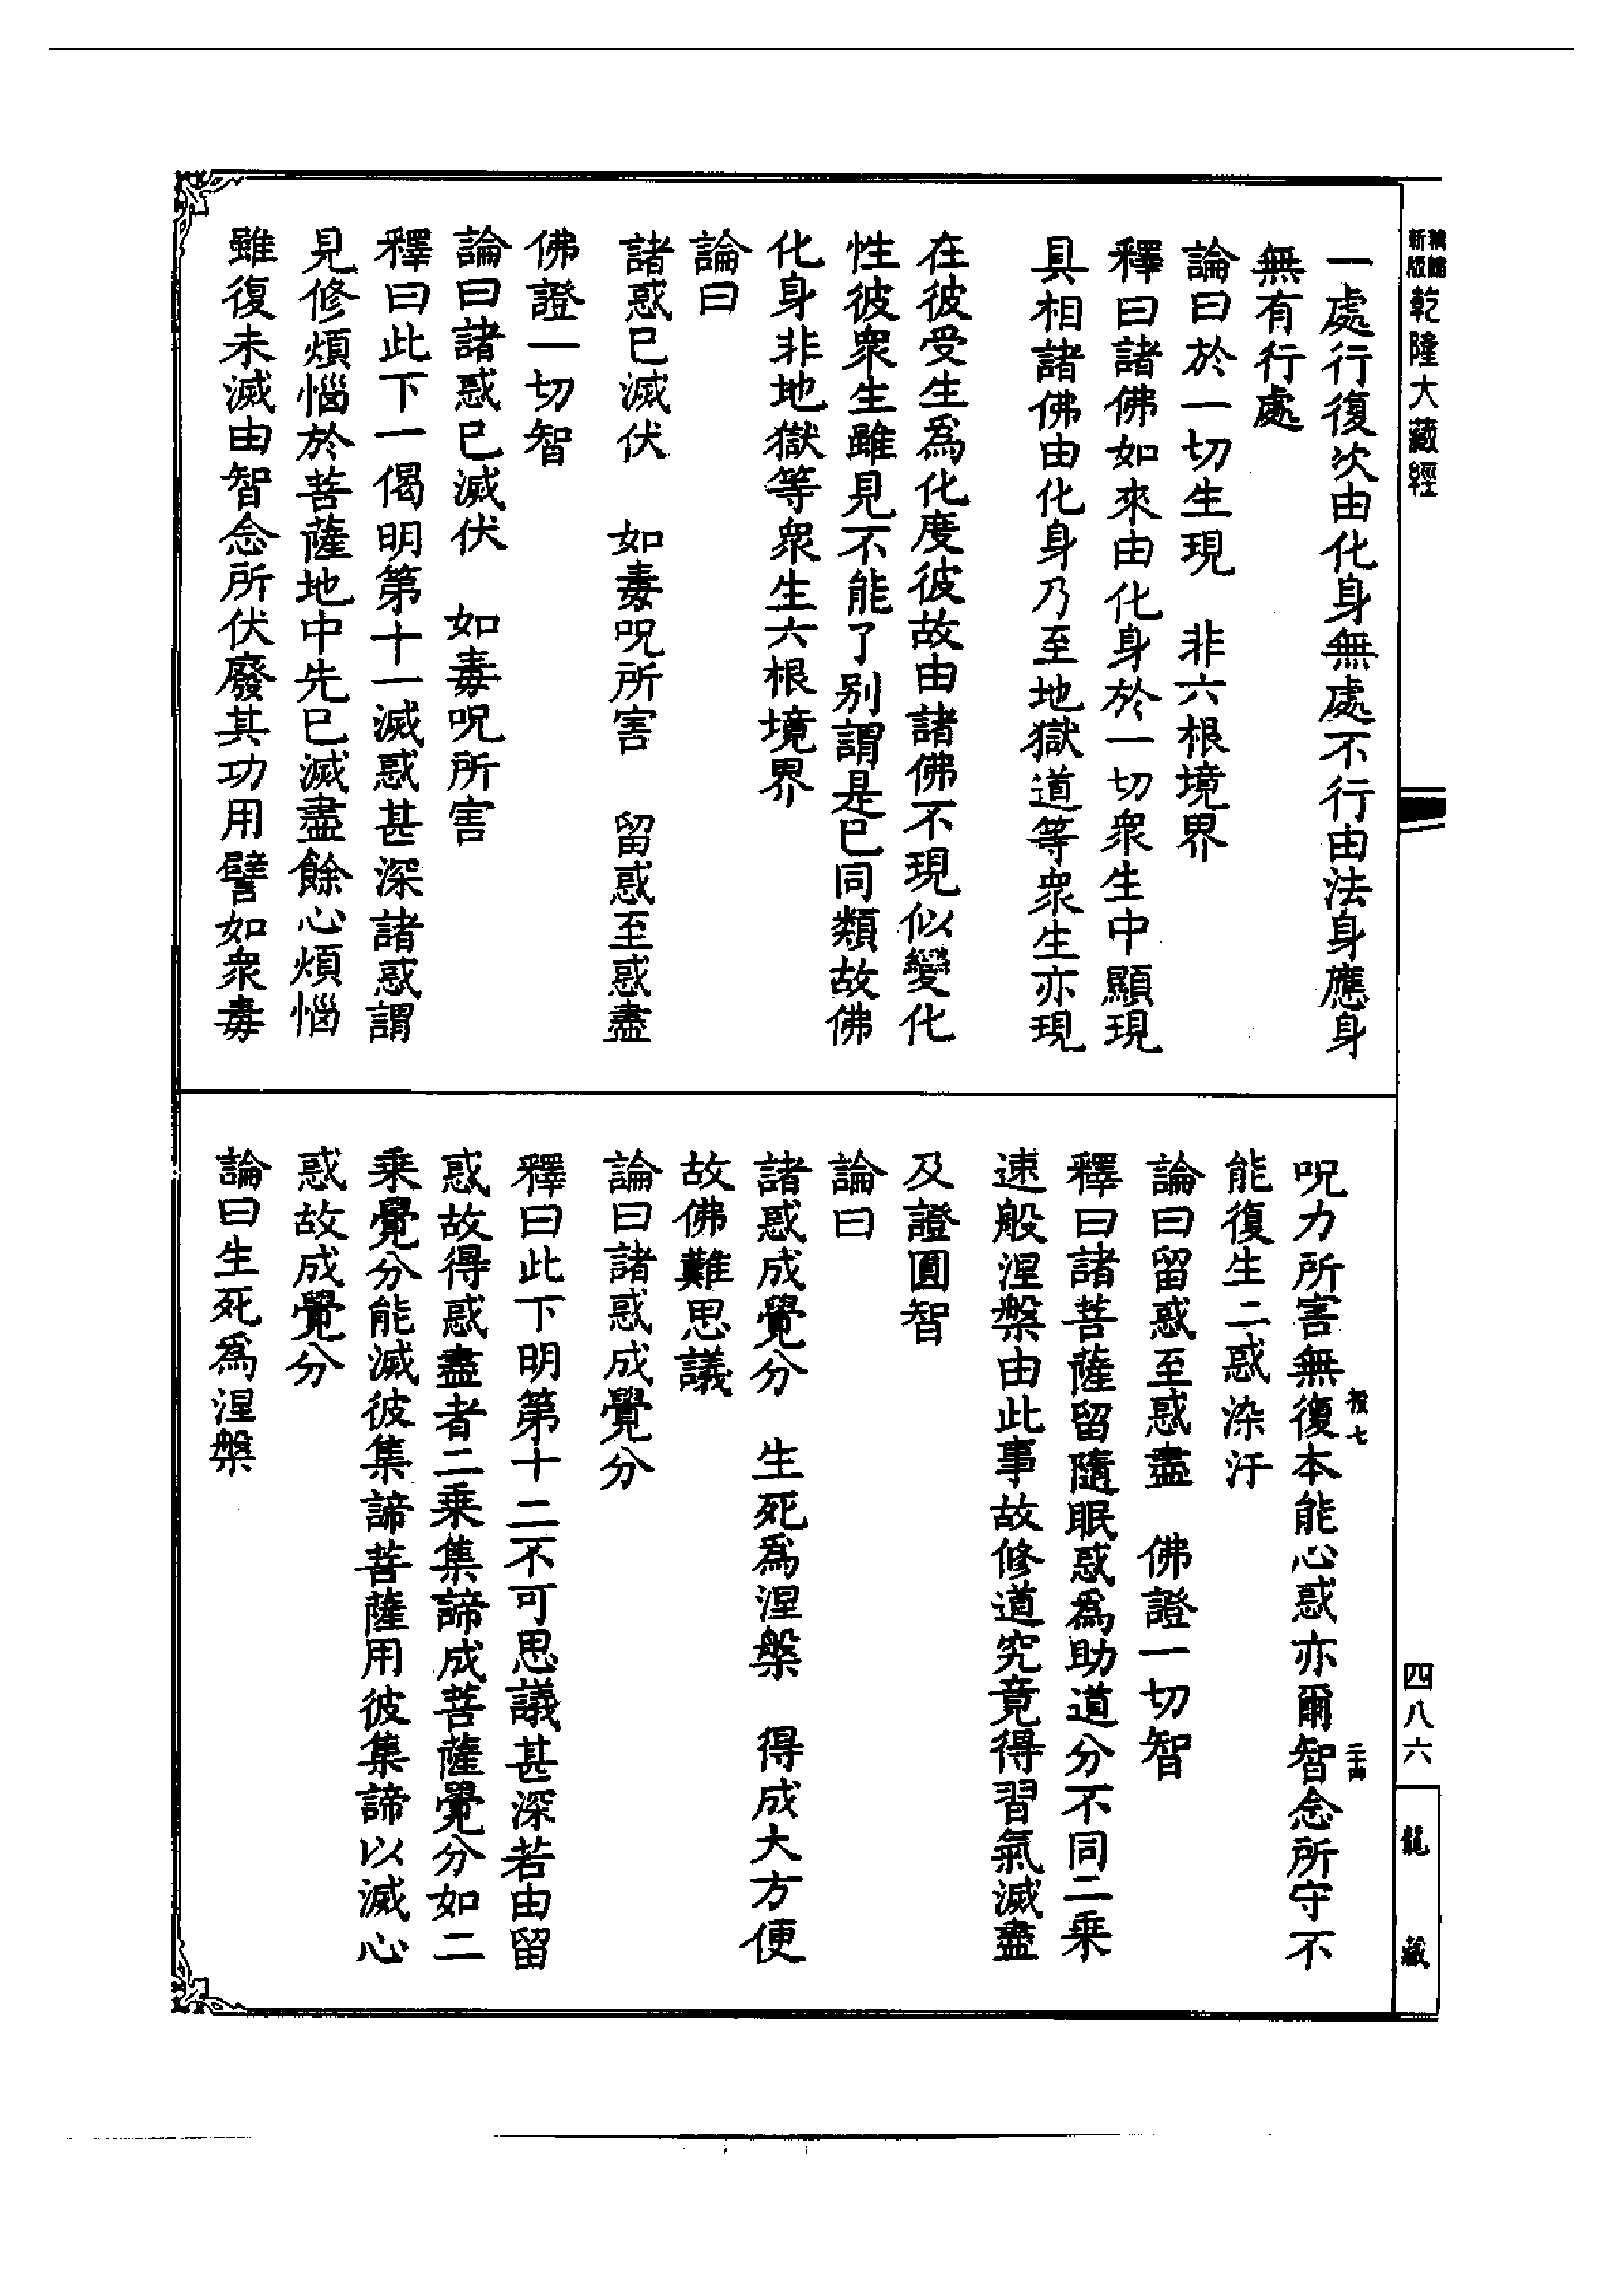 新版
乾隆大藏經
一處行復次由化身無處不行由法身應身
無有行處
論曰於一切生現　非六根境界
釋曰諸佛如來由化身於一切衆生中顯現
具相諸佛由化身乃至地獄道等衆生亦現
在彼受生爲化度彼故由諸佛不現似變化
性彼衆生雖見不能了别謂是已同類故佛
化身非地獄等衆生六根境界
論曰
諸惑已滅伏　如毒呪所害　留惑至惑盡
佛證一切智
論曰諸惑已滅伏　如毒呪所害
釋曰此下一偈明第十一滅惑甚深諸惑謂
見修煩惱於菩薩地中先已滅盡餘心煩惱
雖復未滅由智念所伏廢其功用譬如衆毒
呪力所害無復本能心惑亦爾智念所守不
能復生二惑染汙
論曰留惑至惑盡　佛證一切智
釋曰諸菩薩留隨眠惑爲助道分不同二乘
速般涅槃由此事故修道究竟得習氣滅盡
及證圓智
論曰
諸惑成覺分　生死爲涅槃　得成大方便
故佛難思議
論曰諸惑成覺分
釋曰此下明第十二不可思議甚深若由留
惑故得惑盡者二乘集諦成菩薩覺分如二
乘覺分能滅彼集諦菩薩用彼集諦以滅心
惑故成覺分
論曰生死爲涅槃
四八六
龍藏